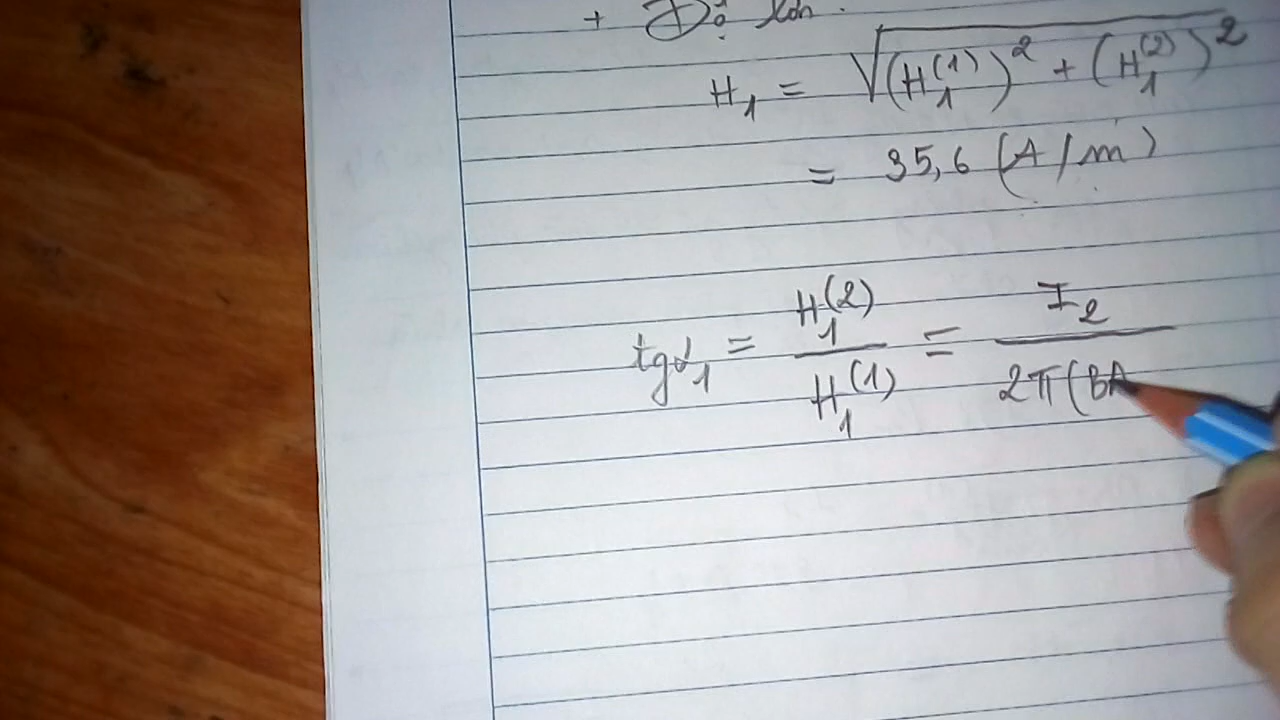 + Độ lớn.
H₁ = √((H₁⁽¹⁾)² + (H₁⁽²⁾)²
= 35,6 (A/m)
tgα₁ = H₁⁽²⁾ / H₁⁽¹⁾ = I₂ / 2π(BA